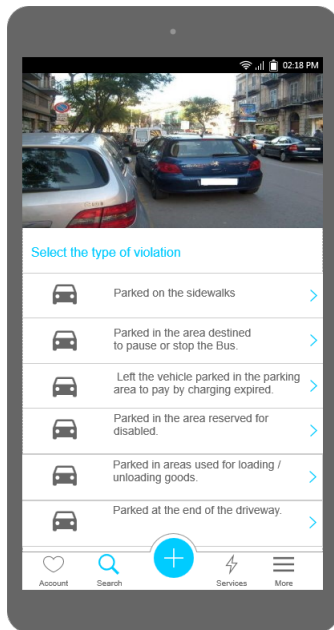 02:18 PM
Select the type of violation
Parked on the sidewalks
Parked in the area destined
to pause or stop the Bus.
Left the vehicle parked in the parking
area to pay by charging expired.
Parked in the area reserved for
disabled.
Parked in areas used for loading /
unloading goods.
Parked at the end of the driveway.
Account
Search
Services
More